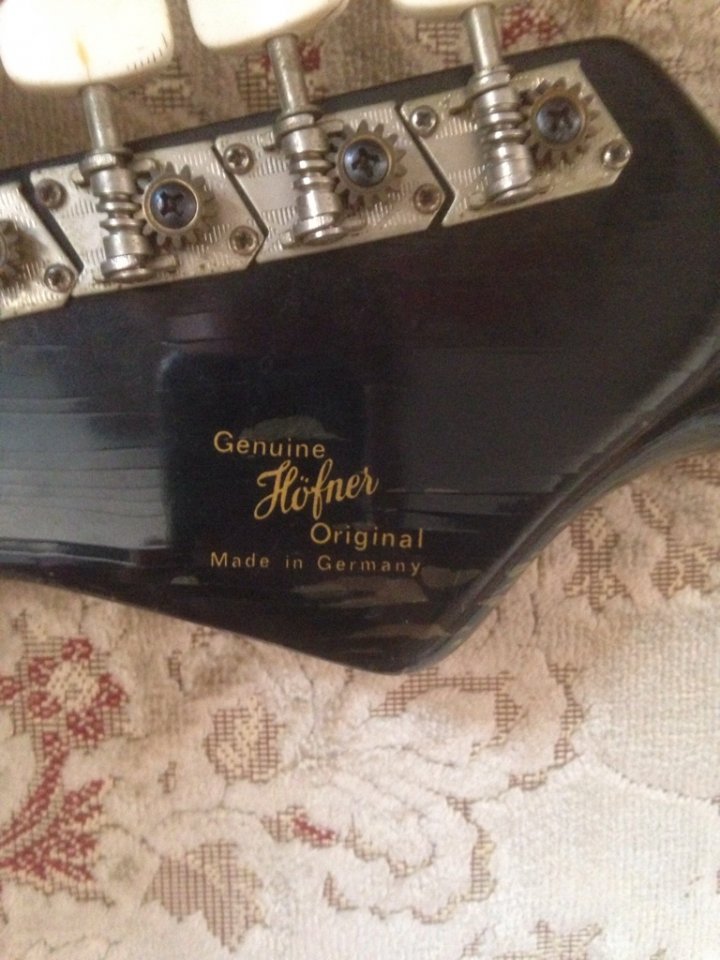 Genuine
Höfner
Original
Made in Germany